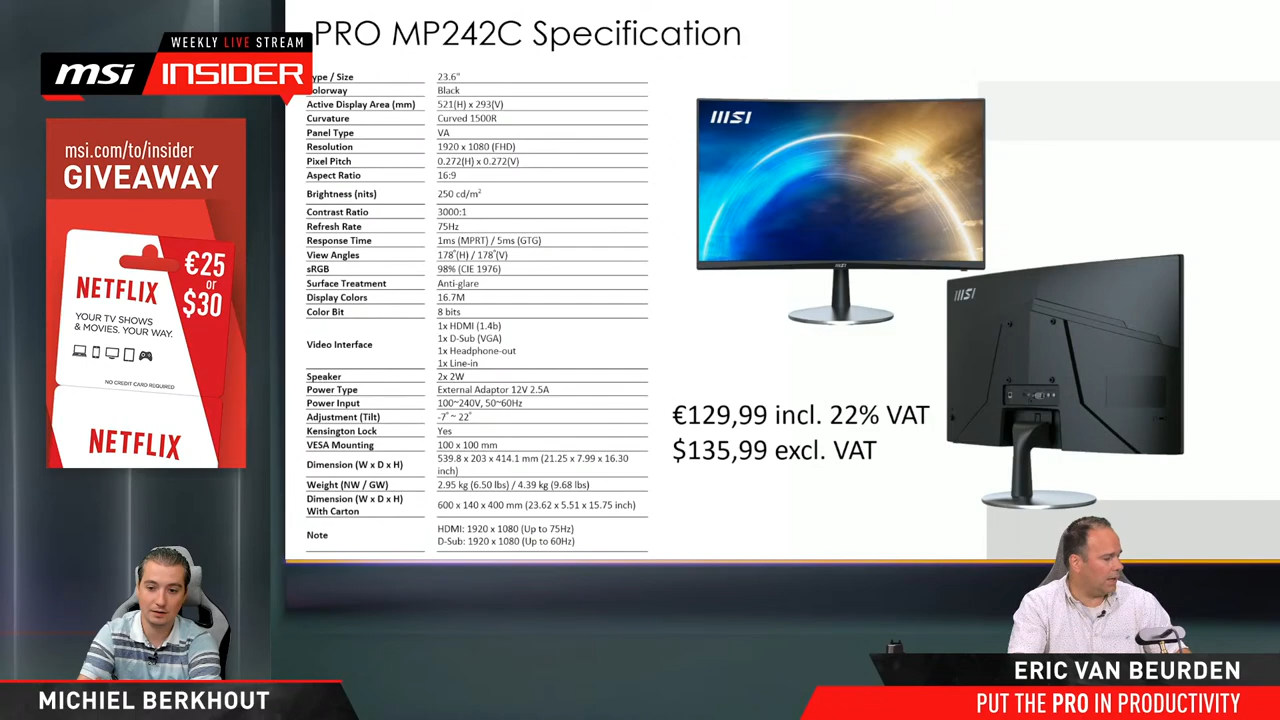 WEEKLY LIVE STREAM
msi INSIDER
msi.com/to/insider
GIVEAWAY
€25
or
$30
NETFLIX
YOUR TV SHOWS
& MOVIES. YOUR WAY.
NO CREDIT CARD REQUIRED
NETFLIX
PRO MP242C Specification
ype / Size 23.6"
olorway Black
Active Display Area (mm) 521(H) x 293(V)
Curvature Curved 1500R
Panel Type VA
Resolution 1920 x 1080 (FHD)
Pixel Pitch 0.272(H) x 0.272(V)
Aspect Ratio 16:9
Brightness (nits) 250 cd/m²
Contrast Ratio 3000:1
Refresh Rate 75Hz
Response Time 1ms (MPRT) / 5ms (GTG)
View Angles 178°(H) / 178°(V)
sRGB 98% (CIE 1976)
Surface Treatment Anti-glare
Display Colors 16.7M
Color Bit 8 bits
Video Interface
1x HDMI (1.4b)
1x D-Sub (VGA)
1x Headphone-out
1x Line-in
Speaker 2x 2W
Power Type External Adaptor 12V 2.5A
Power Input 100~240V, 50~60Hz
Adjustment (Tilt) -7° ~ 22°
Kensington Lock Yes
VESA Mounting 100 x 100 mm
Dimension (W x D x H) 539.8 x 203 x 414.1 mm (21.25 x 7.99 x 16.30
inch)
Weight (NW / GW) 2.95 kg (6.50 lbs) / 4.39 kg (9.68 lbs)
Dimension (W x D x H)
With Carton 600 x 140 x 400 mm (23.62 x 5.51 x 15.75 inch)
Note
HDMI: 1920 x 1080 (Up to 75Hz)
D-Sub: 1920 x 1080 (Up to 60Hz)
msi
msi
msi
€129,99 incl. 22% VAT
$135,99 excl. VAT
MICHIEL BERKHOUT
ERIC VAN BEURDEN
PUT THE PRO IN PRODUCTIVITY